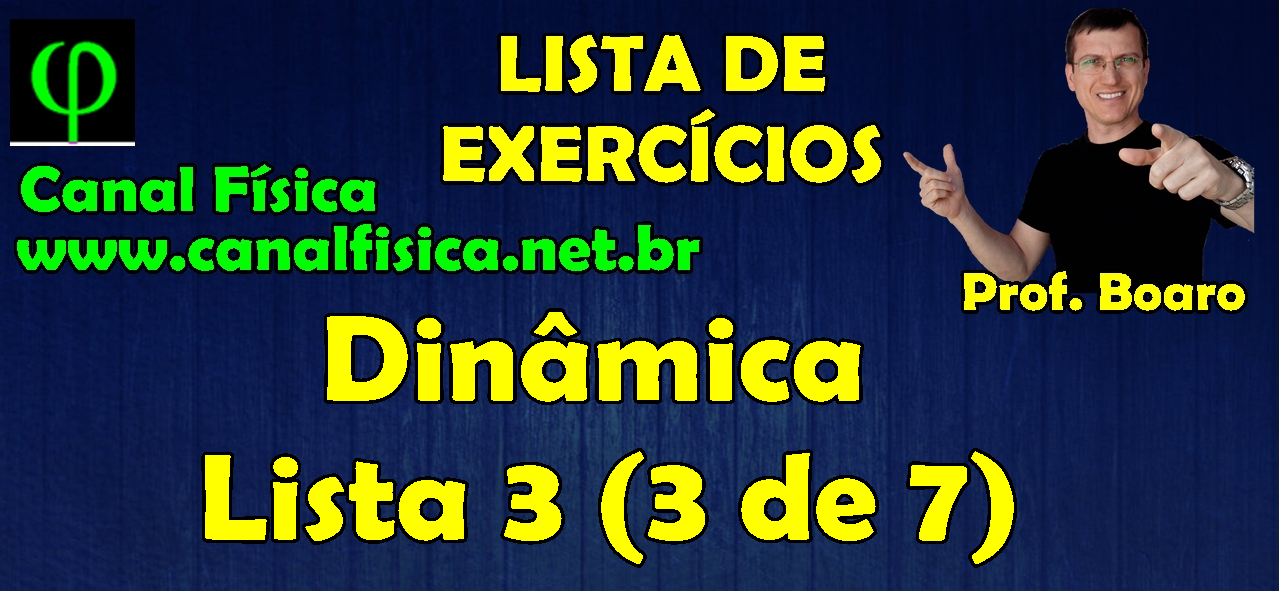 φ
LISTA DE
EXERCÍCIOS
Canal Física
www.canalfisica.net.br
Prof. Boaro
Dinâmica
Lista 3 (3 de 7)